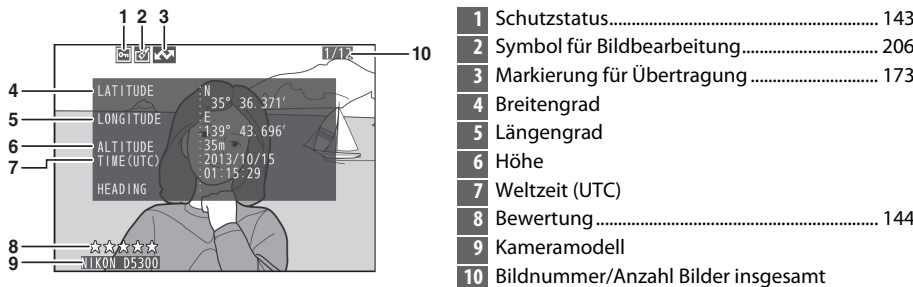 1 2 3
1/12 10
4 LATITUDE :N
: 35° 36.371'
5 LONGITUDE :E
:139° 43.696'
6 ALTITUDE :35m
7 TIME(UTC) :2013/10/15
:01:15:29
HEADING :
8 ☆☆☆☆☆
9 NIKON D5300
1 Schutzstatus 143
2 Symbol für Bildbearbeitung 206
3 Markierung für Übertragung 173
4 Breitengrad
5 Längengrad
6 Höhe
7 Weltzeit (UTC)
8 Bewertung 144
9 Kameramodell
10 Bildnummer/Anzahl Bilder insgesamt